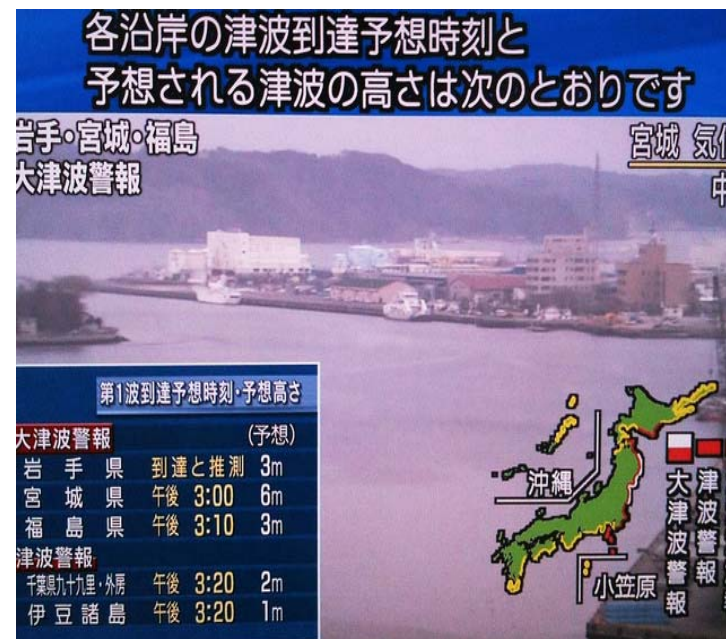 各沿岸の津波到達予想時刻と
予想される津波の高さは次のとおりです
岩手・宮城・福島
大津波警報
宮城 気仙
中
第1波到達予想時刻・予想高さ
大津波警報 (予想)
岩手県 到達と推測 3m
宮城県 午後 3:00 6m
福島県 午後 3:10 3m
津波警報
千葉県九十九里・外房 午後 3:20 2m
伊豆諸島 午後 3:20 1m
沖縄
小笠原
大津波警報
津波警報